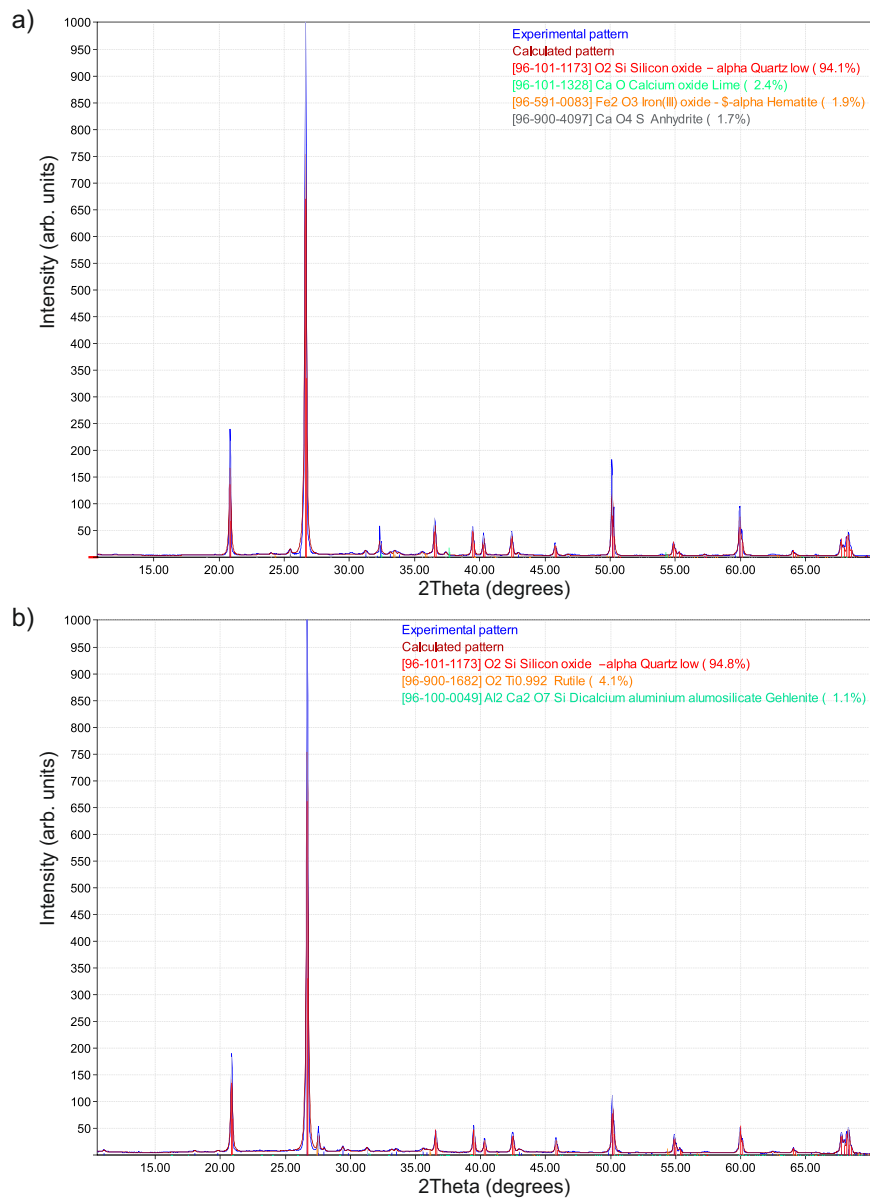 a)
1000
950
900
850
800
750
700
650
600
550
500
450
400
350
300
250
200
150
100
50
Intensity (arb. units)
Experimental pattern
Calculated pattern
[96-101-1173] O2 Si Silicon oxide – alpha Quartz low ( 94.1%)
[96-101-1328] Ca O Calcium oxide Lime ( 2.4%)
[96-591-0083] Fe2 O3 Iron(III) oxide - $-alpha Hematite ( 1.9%)
[96-900-4097] Ca O4 S Anhydrite ( 1.7%)
15.00 20.00 25.00 30.00 35.00 40.00 45.00 50.00 55.00 60.00 65.00
2Theta (degrees)
b)
1000
950
900
850
800
750
700
650
600
550
500
450
400
350
300
250
200
150
100
50
Intensity (arb. units)
Experimental pattern
Calculated pattern
[96-101-1173] O2 Si Silicon oxide –alpha Quartz low ( 94.8%)
[96-900-1682] O2 Ti0.992 Rutile ( 4.1%)
[96-100-0049] Al2 Ca2 O7 Si Dicalcium aluminium alumosilicate Gehlenite ( 1.1%)
15.00 20.00 25.00 30.00 35.00 40.00 45.00 50.00 55.00 60.00 65.00
2Theta (degrees)